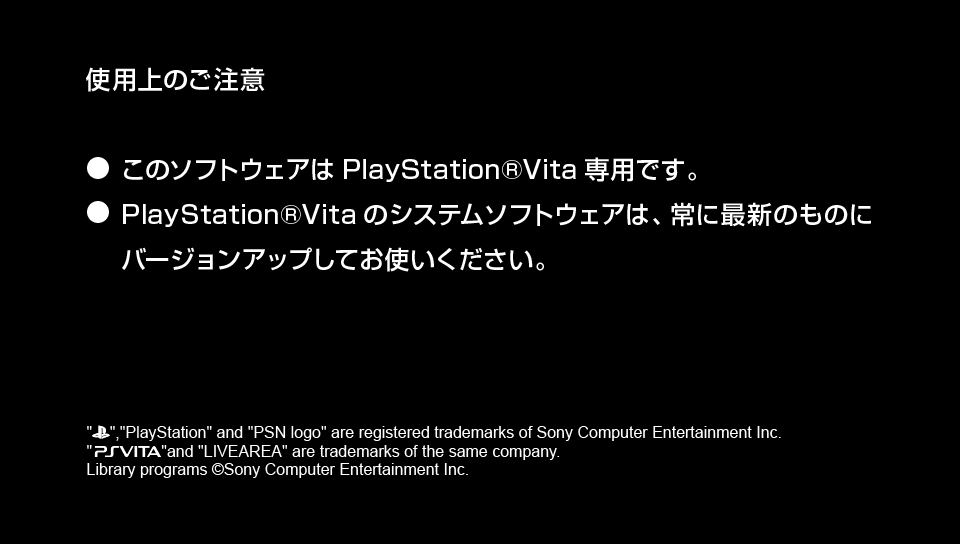 使用上のご注意
● このソフトウェアは PlayStation®Vita 専用です。
● PlayStation®Vita のシステムソフトウェアは、常に最新のものに
バージョンアップしてお使いください。
"","PlayStation" and "PSN logo" are registered trademarks of Sony Computer Entertainment Inc.
"PSVITA"and "LIVEAREA" are trademarks of the same company.
Library programs ©Sony Computer Entertainment Inc.